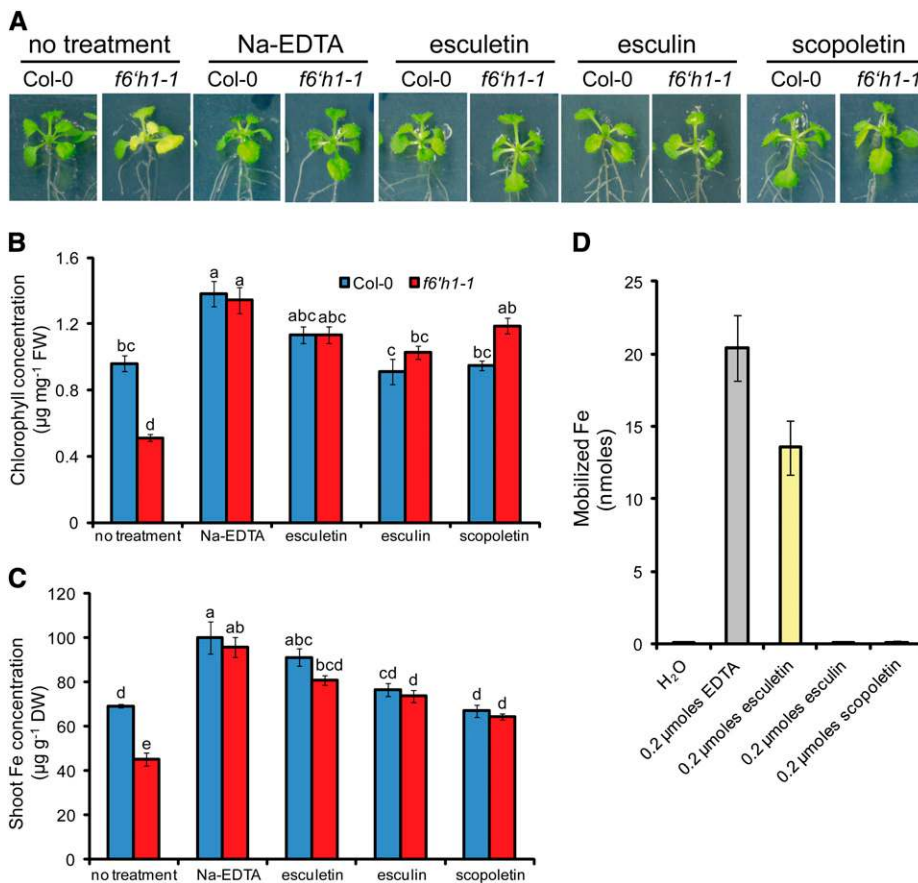 A
no treatment Na-EDTA esculetin esculin scopoletin
Col-0 f6'h1-1 Col-0 f6'h1-1 Col-0 f6'h1-1 Col-0 f6'h1-1 Col-0 f6'h1-1
B
Chlorophyll concentration
(µg mg⁻¹ FW)
1.6
1.2
0.8
0.4
0
Col-0 f6'h1-1
bc d a a abc abc c bc bc ab
no treatment Na-EDTA esculetin esculin scopoletin
C
Shoot Fe concentration
(µg g⁻¹ DW)
120
100
80
60
40
20
0
d e a ab abc bcd cd d d d
no treatment Na-EDTA esculetin esculin scopoletin
D
Mobilized Fe
(nmoles)
25
20
15
10
5
0
H₂O
0.2 µmoles EDTA
0.2 µmoles esculetin
0.2 µmoles esculin
0.2 µmoles scopoletin